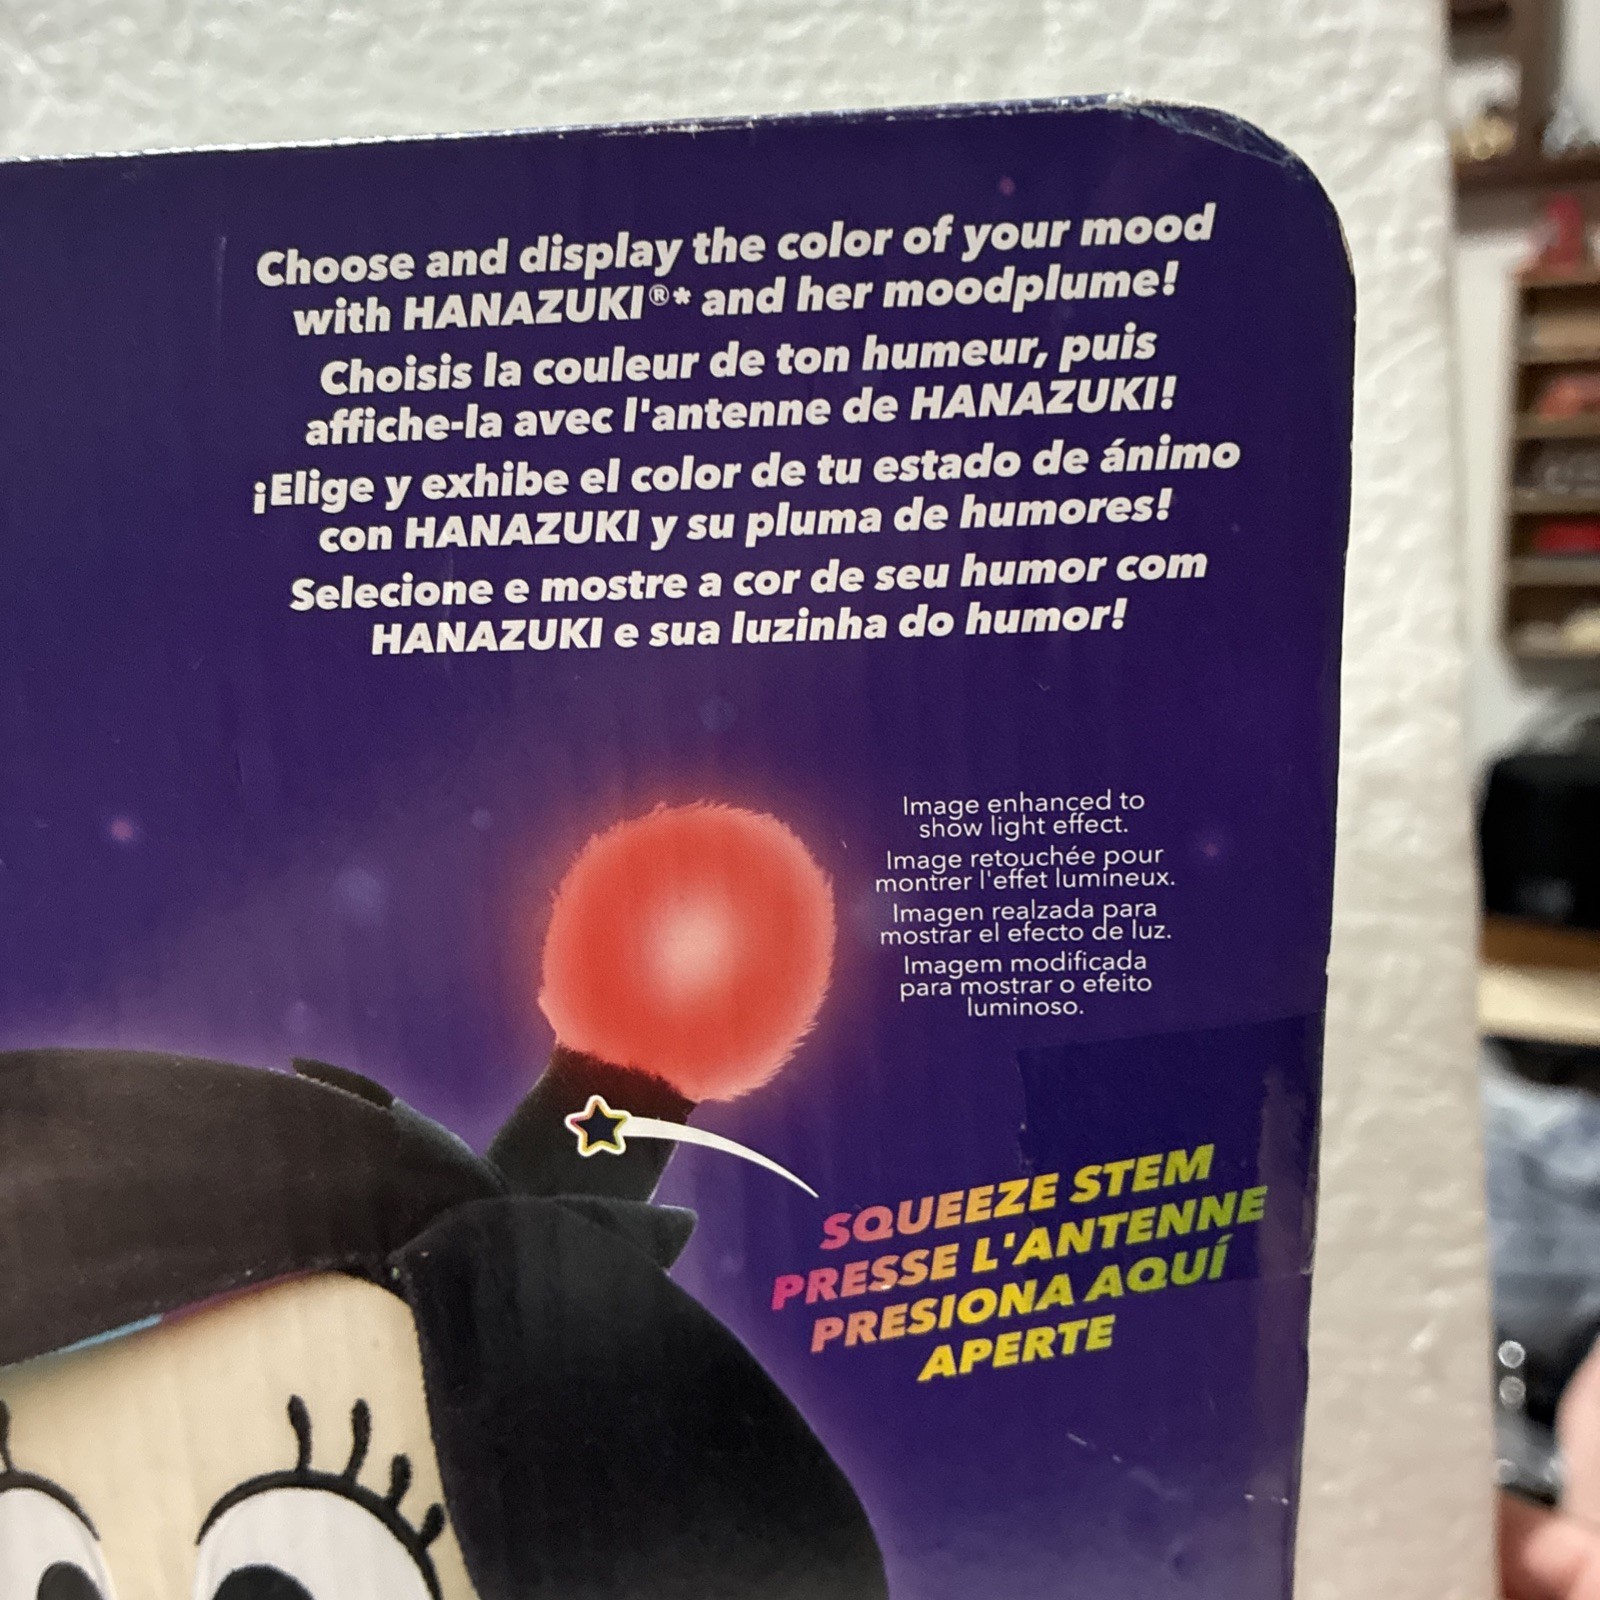 Choose and display the color of your mood
with HANAZUKI®* and her moodplume!
Choisis la couleur de ton humeur, puis
affiche-la avec l'antenne de HANAZUKI!
¡Elige y exhibe el color de tu estado de ánimo
con HANAZUKI y su pluma de humores!
Selecione e mostre a cor de seu humor com
HANAZUKI e sua luzinha do humor!
Image enhanced to
show light effect.
Image retouchée pour
montrer l'effet lumineux.
Imagen realzada para
mostrar el efecto de luz.
Imagem modificada
para mostrar o efeito
luminoso.
SQUEEZE STEM
PRESSE L'ANTENNE
PRESIONA AQUÍ
APERTE